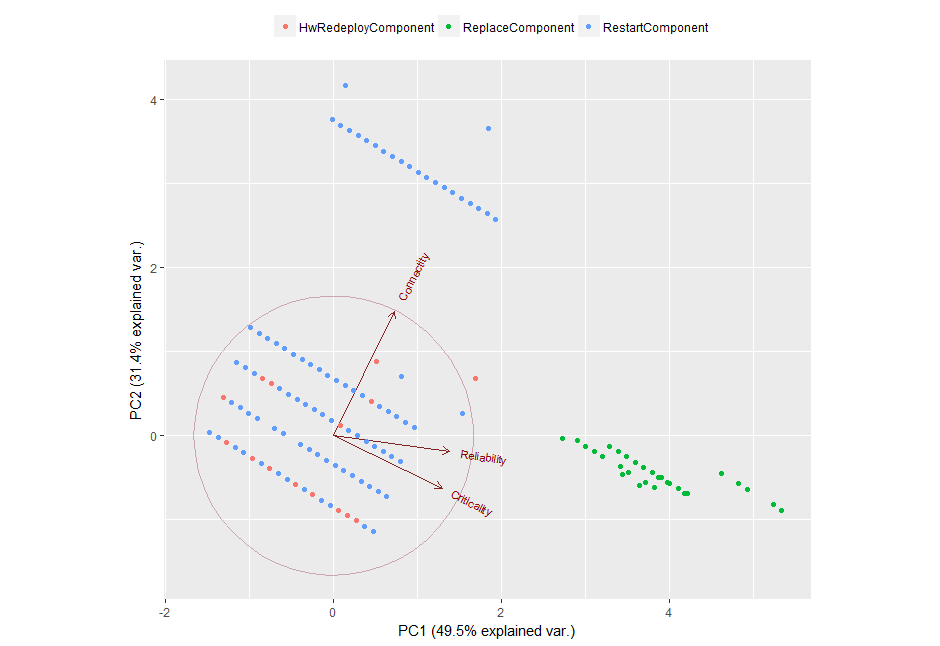 HwRedeployComponent ReplaceComponent RestartComponent
4
2
0
PC2 (31.4% explained var.)
Connectity
Reliability
Criticality
-2 0 2 4
PC1 (49.5% explained var.)